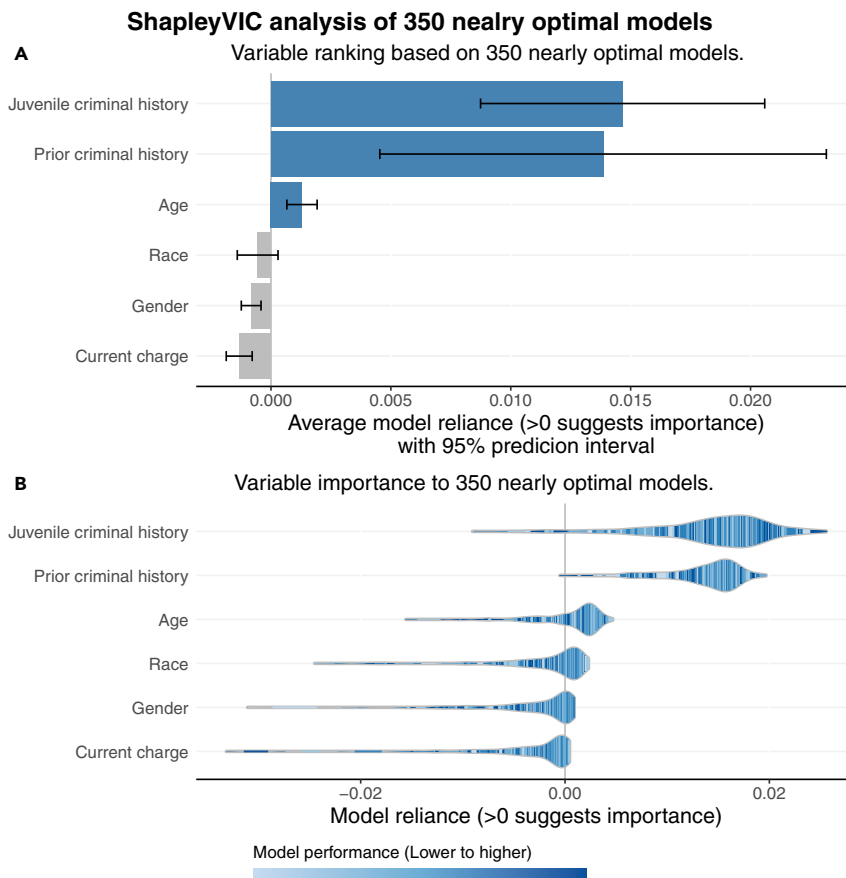 ShapleyVIC analysis of 350 nealry optimal models
A
Variable ranking based on 350 nearly optimal models.
Juvenile criminal history
Prior criminal history
Age
Race
Gender
Current charge
0.000 0.005 0.010 0.015 0.020
Average model reliance (>0 suggests importance)
with 95% predicion interval
B
Variable importance to 350 nearly optimal models.
Juvenile criminal history
Prior criminal history
Age
Race
Gender
Current charge
−0.02 0.00 0.02
Model reliance (>0 suggests importance)
Model performance (Lower to higher)